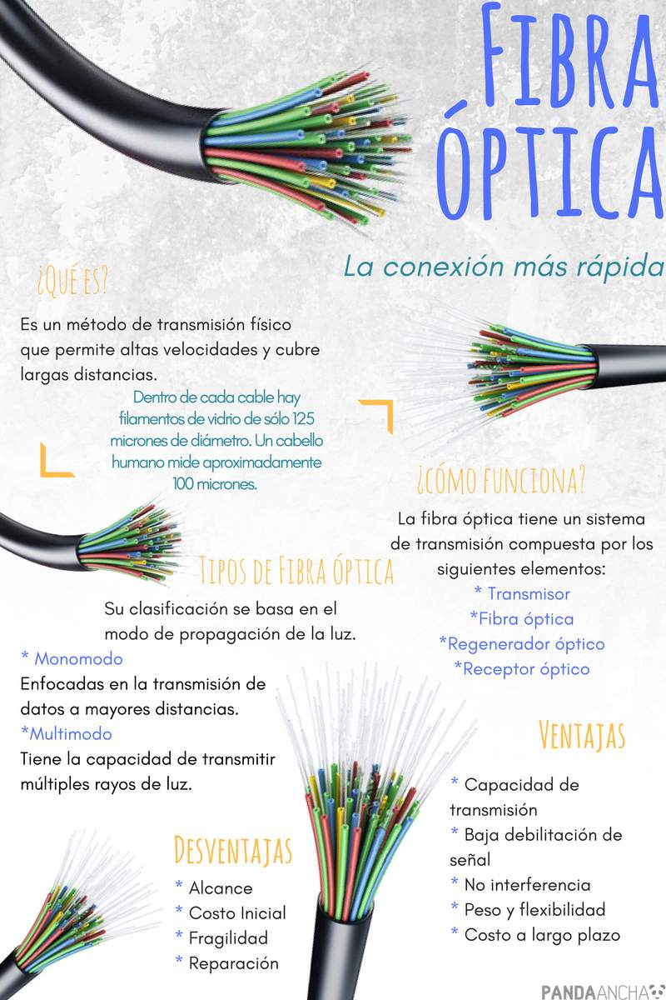 FIBRA
ÓPTICA
La conexión más rápida
¿QUÉ ES?
Es un método de transmisión físico
que permite altas velocidades y cubre
largas distancias.
Dentro de cada cable hay
filamentos de vidrio de sólo 125
micrones de diámetro. Un cabello
humano mide aproximadamente
100 micrones.
¿CÓMO FUNCIONA?
La fibra óptica tiene un sistema
de transmisión compuesta por los
siguientes elementos:
* Transmisor
*Fibra óptica
*Regenerador óptico
*Receptor óptico
TIPOS DE FIBRA ÓPTICA
Su clasificación se basa en el
modo de propagación de la luz.
* Monomodo
Enfocadas en la transmisión de
datos a mayores distancias.
*Multimodo
Tiene la capacidad de transmitir
múltiples rayos de luz.
VENTAJAS
* Capacidad de
transmisión
* Baja debilitación de
señal
* No interferencia
* Peso y flexibilidad
* Costo a largo plazo
DESVENTAJAS
* Alcance
* Costo Inicial
* Fragilidad
* Reparación
PANDAANCHA